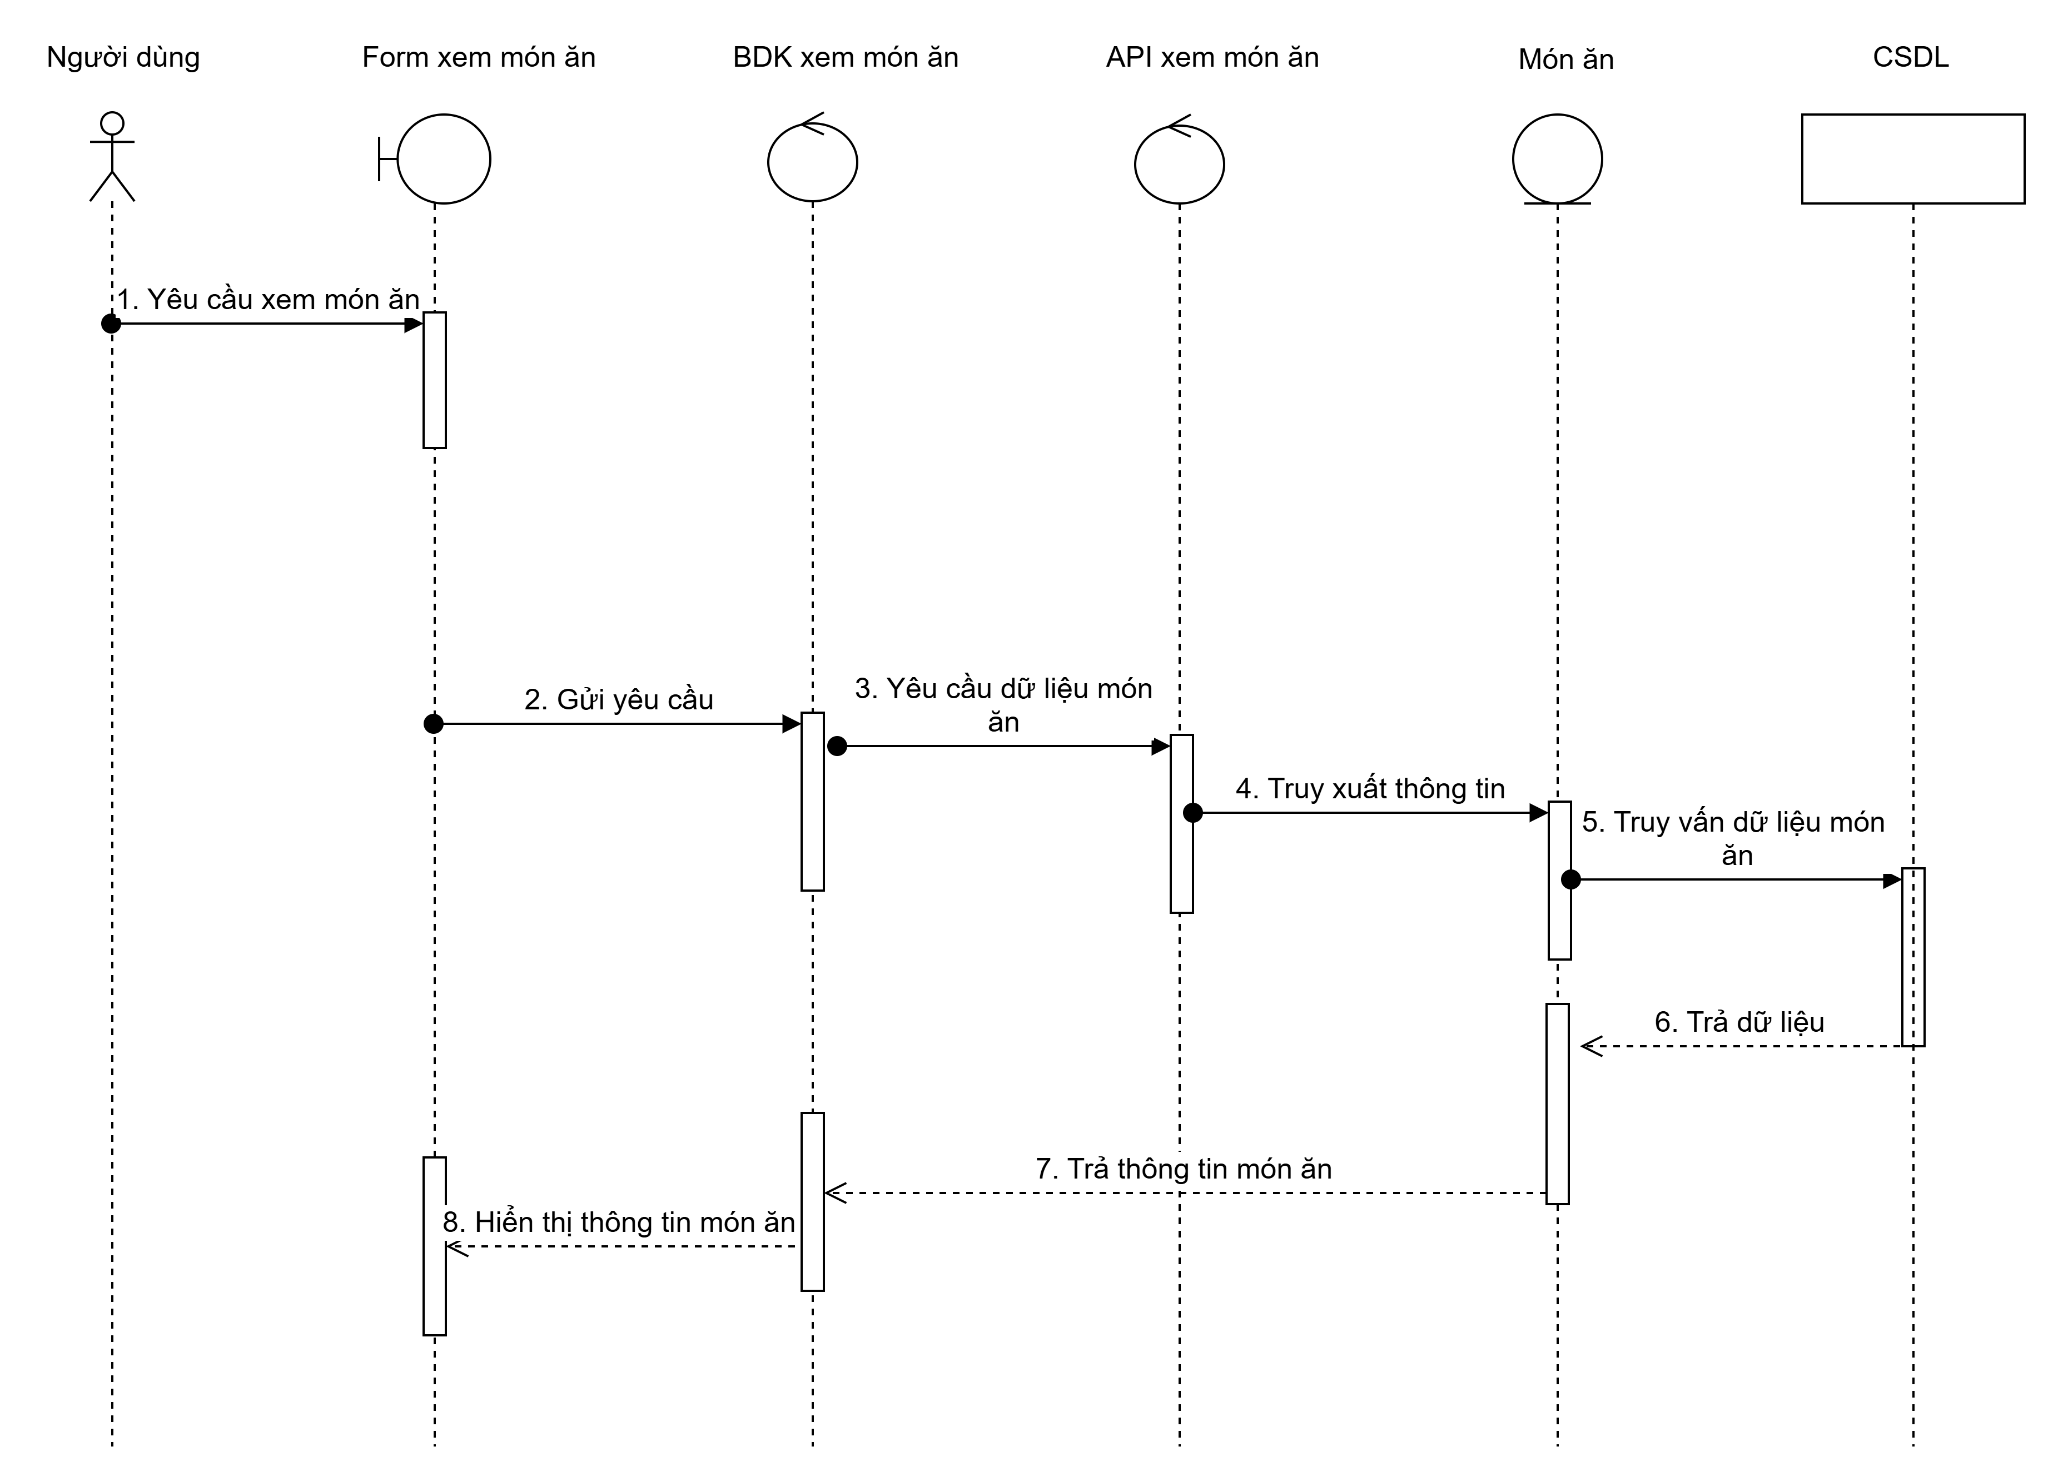 Người dùng
Form xem món ăn
BDK xem món ăn
API xem món ăn
Món ăn
CSDL
1. Yêu cầu xem món ăn
2. Gửi yêu cầu
3. Yêu cầu dữ liệu món
ăn
4. Truy xuất thông tin
5. Truy vấn dữ liệu món
ăn
6. Trả dữ liệu
7. Trả thông tin món ăn
8. Hiển thị thông tin món ăn